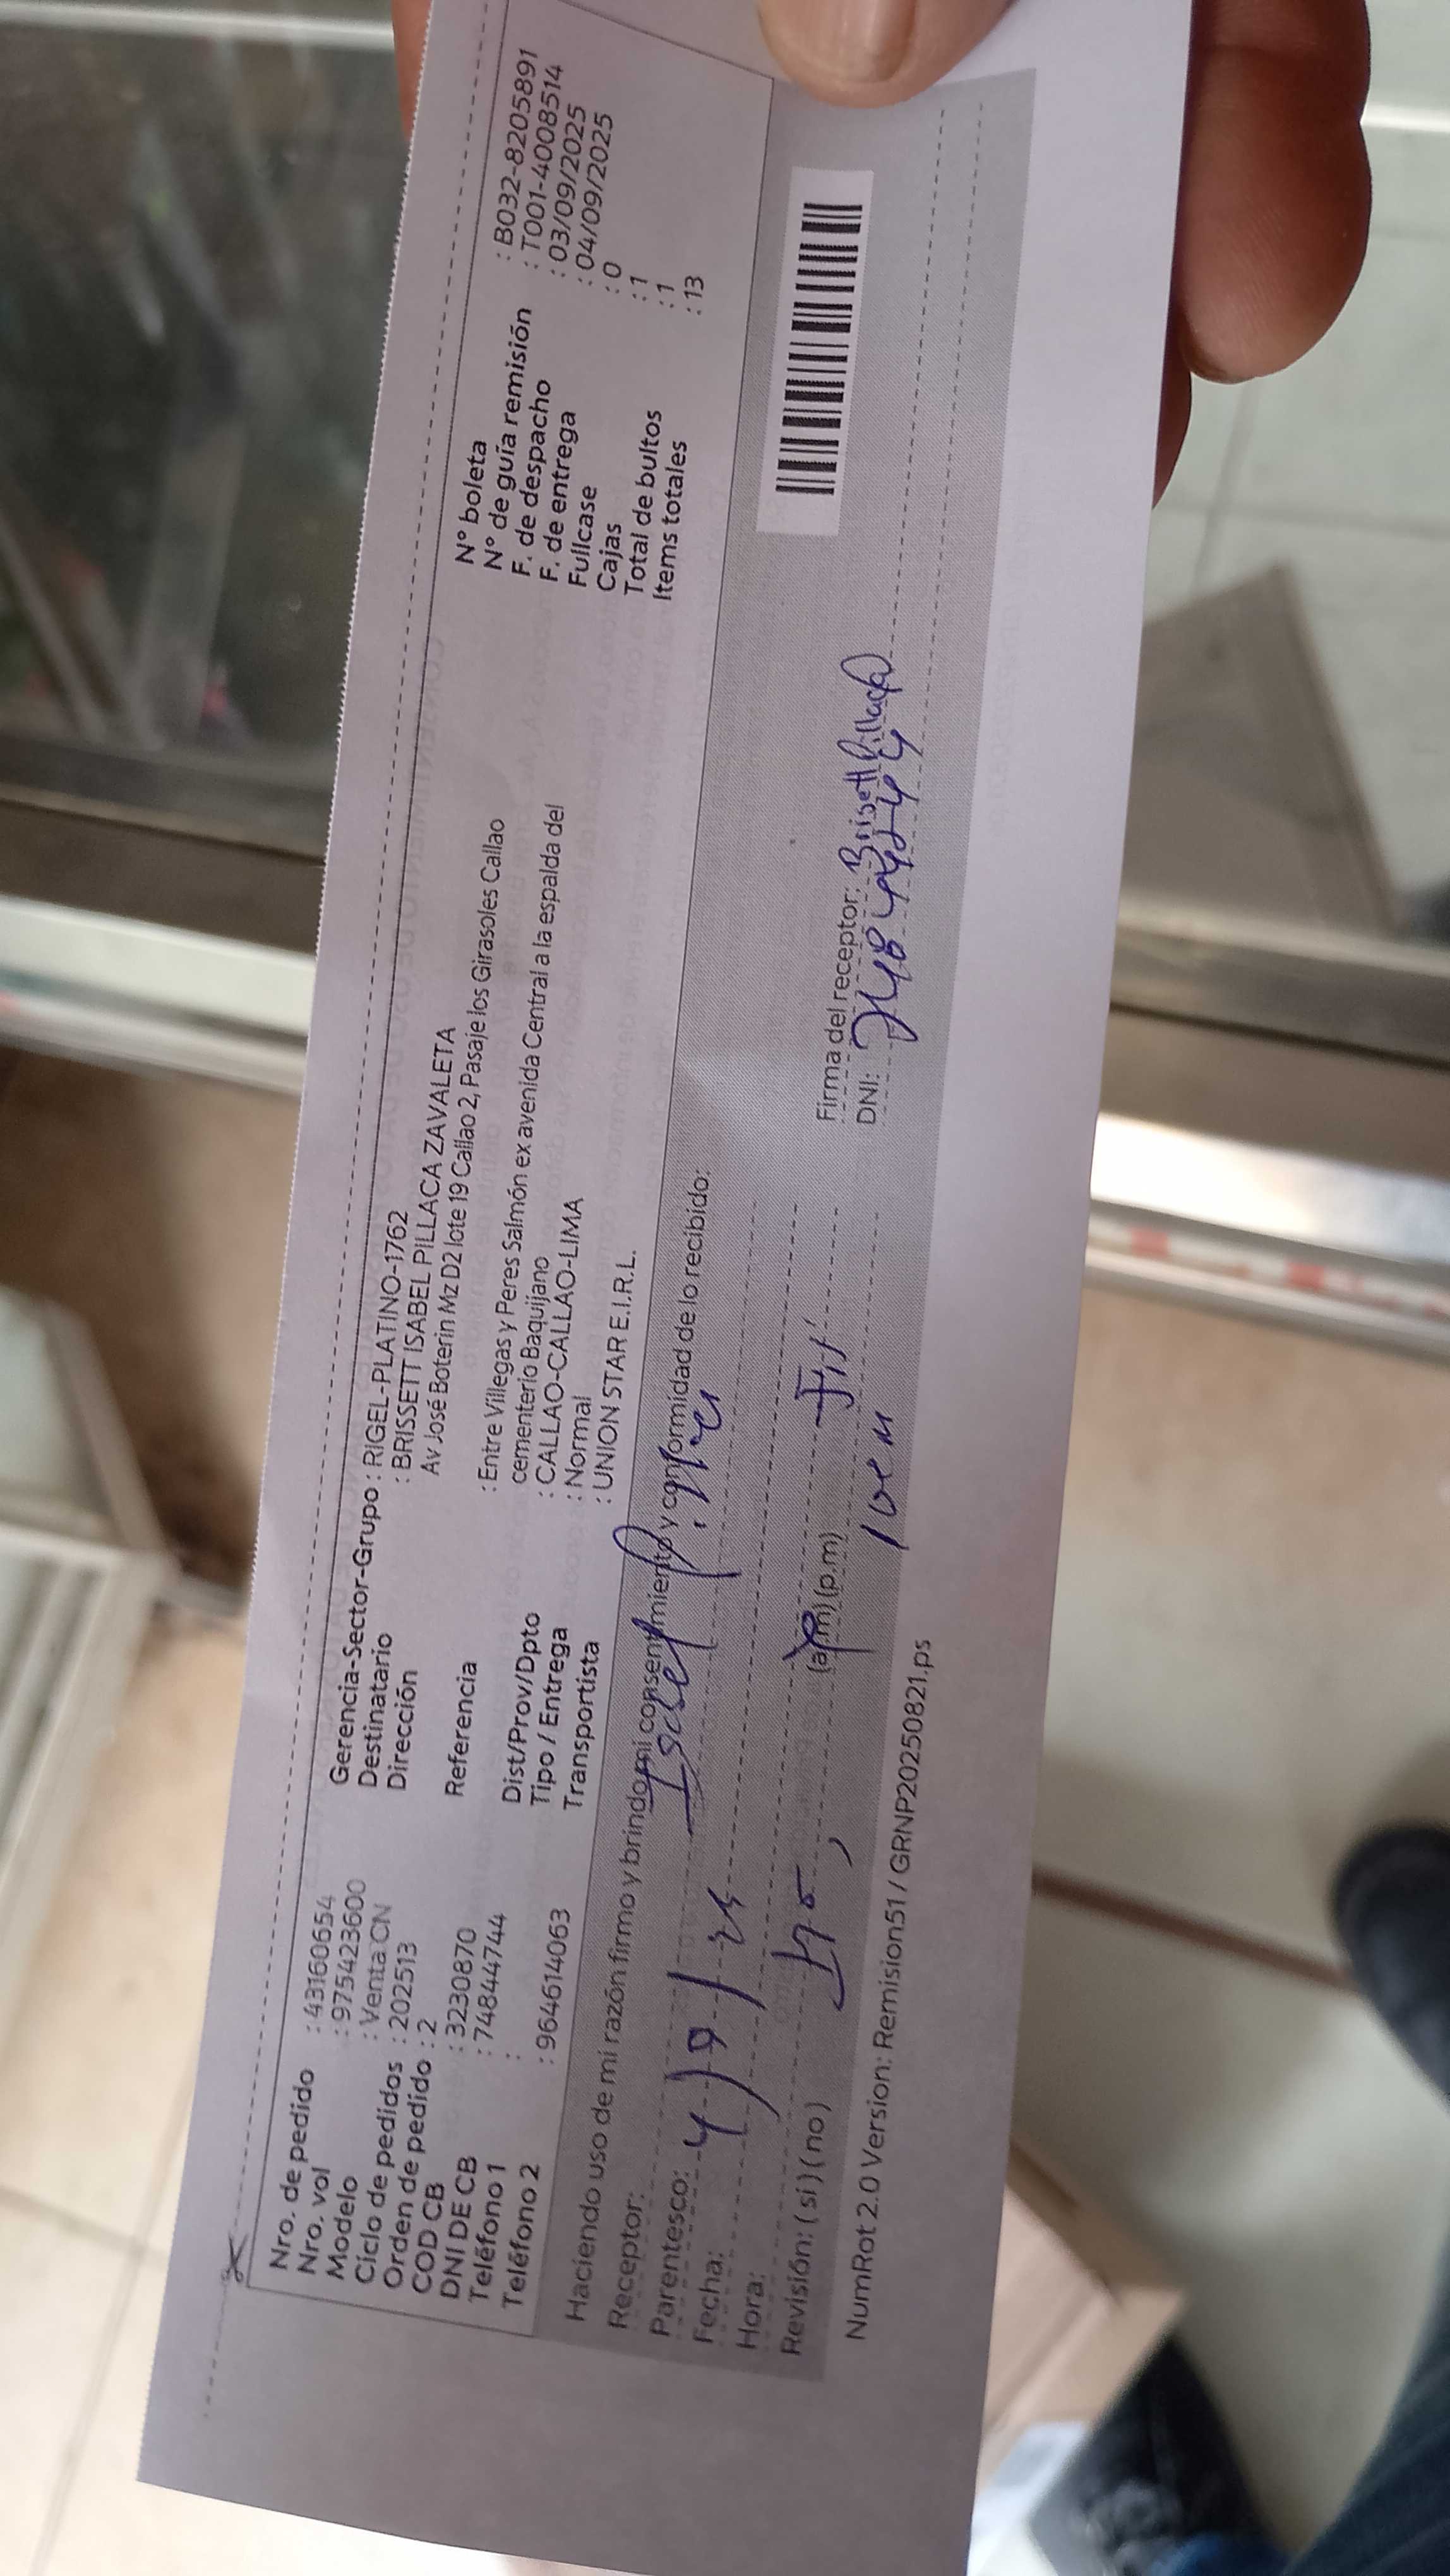 Nro. de pedido : 43160654
Nro. vol : 975423600
Modelo : Venta CN
Ciclo de pedidos : 202513
Orden de pedido : 2
COD CB : 3230870
DNI DE CB : 74844744
Teléfono 1 :
Teléfono 2 : 964614063
Gerencia-Sector-Grupo : RIGEL-PLATINO-1762
Destinatario : BRISSETT ISABEL PILLACA ZAVALETA
Dirección Av José Boterin Mz D2 lote 19 Callao 2, Pasaje los Girasoles Callao
Referencia : Entre Villegas y Peres Salmón ex avenida Central a la espalda del
cementerio Baquijano
Dist/Prov/Dpto : CALLAO-CALLAO-LIMA
Tipo / Entrega : Normal
Transportista : UNION STAR E.I.R.L.
N° boleta : B032-8205891
N° de guía remisión : T001-4008514
F. de despacho : 03/09/2025
F. de entrega : 04/09/2025
Fullcase : 0
Cajas : 1
Total de bultos : 1
Items totales : 13
Haciendo uso de mi razón firmo y brindo mi consentimiento y conformidad de lo recibido:
Receptor:
Parentesco:
Fecha: 4/9/25
Hora: (a.m) (p.m)
Revisión: (si) (no)
Firma del receptor: Brisett Pillaca
DNI: 74844744
NumRot 2.0 Version: Remision51 / GRNP20250821.ps